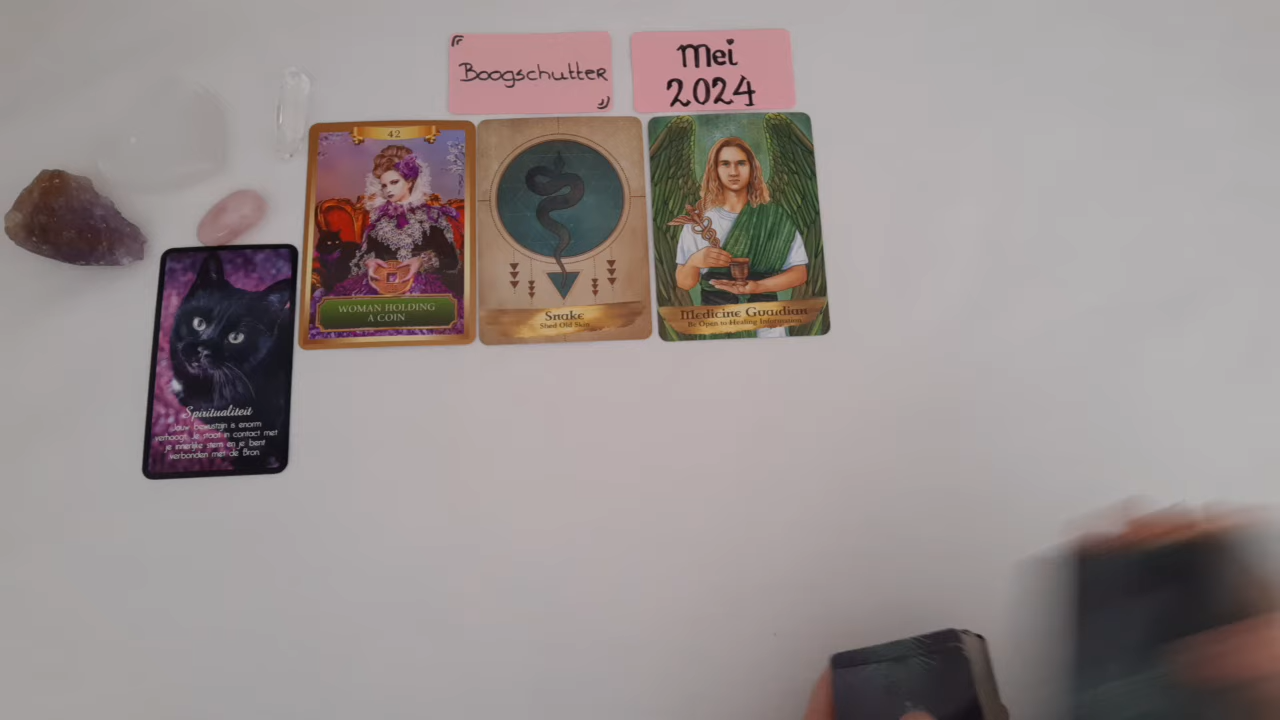 Boogschutter
Mei
2024
42
WOMAN HOLDING
A COIN
Snake
Shed Old Skin
Medicine Guardian
Be Open to Healing Information
Spiritualiteit
Jouw bewustzijn is enorm
verhoogd. Je staat in contact met
je innerlijke stem en je bent
verbonden met de Bron.